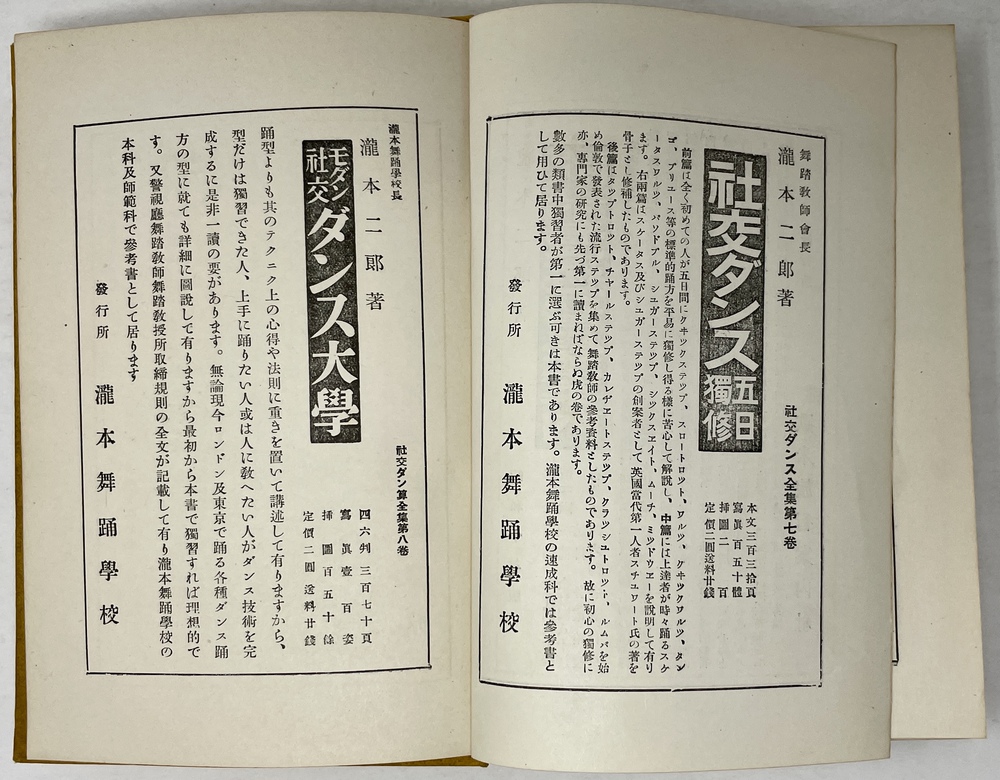 舞踏敎師會長
瀧本二郎著
社交ダンス五日獨修
社交ダンス全集第七卷
本文三百三拾頁
寫眞百五十體
挿圖二百
定價二圓送料廿錢
前篇は全く初めての人が五日間にクヰックステップ、スロートロット、ワルツ、クヰックワルツ、タン
ゴ、ブリユース等の標準的踊方を平易に獨修し得る樣に苦心して解說し、中篇には上達者が時々踊るスケ
ータスワルツ、パソドブル、シュガーステップ、シックスエイト、ムーチ、ミッドウエーを說明して有り
ます。右兩篇はスケータス及びシュガーステップの創案者として英國當代第一人者スチュワート氏の著を
骨子とし修補したものであります。
後篇はタップトロット、チャールステップ、カレヂエートステップ、クラッシュトロット、ルムバを始
め倫敦で發表された流行ステップを集めて、舞踏敎師の參考資料としたものであります。故に初心の獨修に
亦、專門家の研究にも先づ第一に讀まねばならぬ虎の卷であります。
數多の類書中獨習者が第一に選ぶ可きは本書であります。瀧本舞踊學校の速成科では參考書と
して用ひて居ります。
發行所 瀧本舞踊學校
瀧本舞踊學校長
瀧本二郎著
モダン社交ダンス大學
社交ダン算全集第八卷
四六判三百七十頁
寫眞壹百姿
挿圖百五十餘
定價二圓送料廿錢
踊型よりも其のテクニク上の心得や法則に重きを置いて講述して有りますから、
型だけは獨習できた人、上手に踊りたい人或は人に敎へたい人がダンス技術を完
成するに是非一讀の要があります。無論現今ロンドン及東京で踊る各種ダンス踊
方の型に就ても詳細に圖說して有りますから最初から本書で獨習すれば理想的で
す。又警視廳舞踏敎師舞踏敎授所取締規則の全文が記載して有り瀧本舞踊學校の
本科及師範科で參考書として居ります
發行所 瀧本舞踊學校